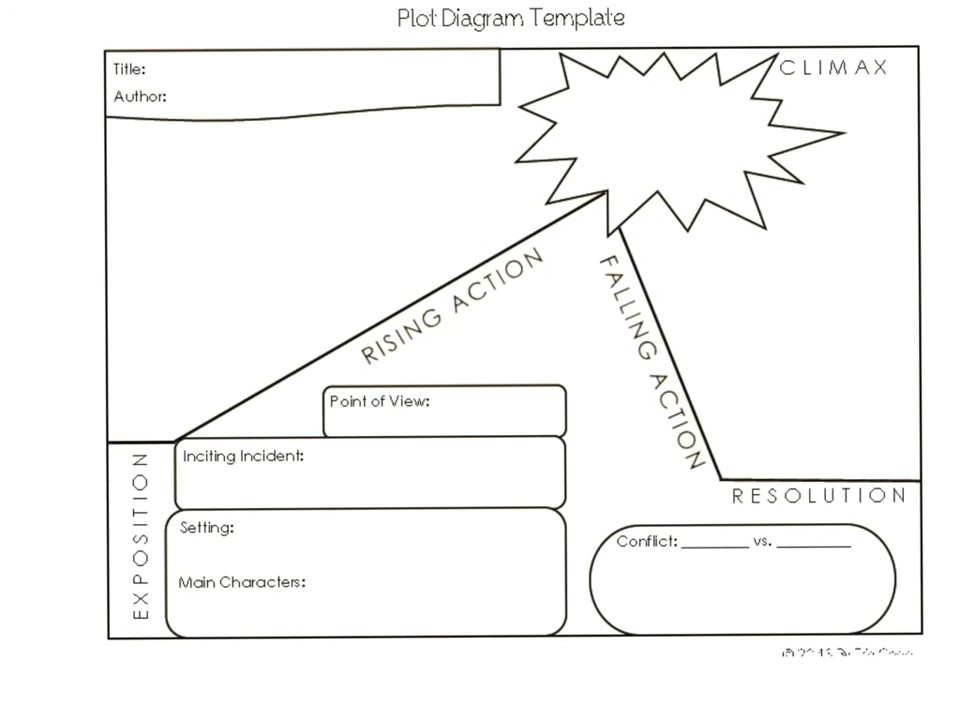 Plot Diagram Template
Title:
Author:
CLIMAX
RISING ACTION
FALLING ACTION
Point of View:
Inciting Incident:
EXPOSITION
Setting:
Main Characters:
RESOLUTION
Conflict: ________ vs. _________